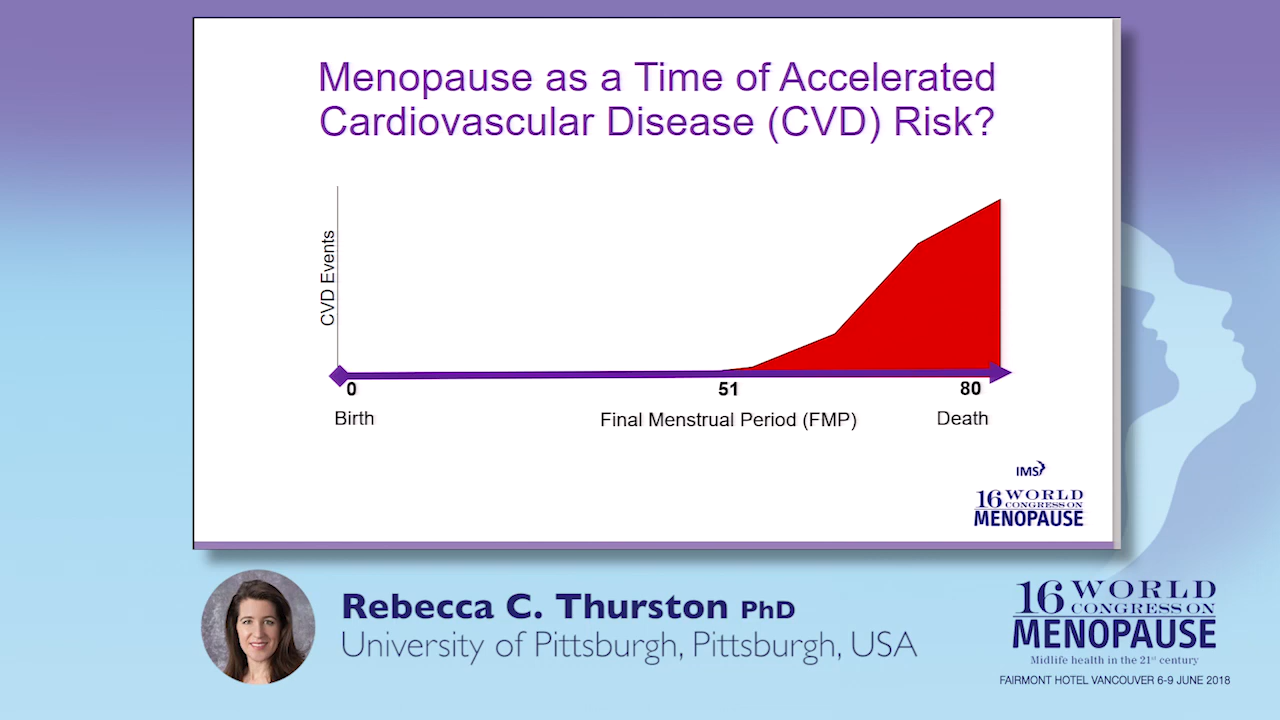 Menopause as a Time of Accelerated
Cardiovascular Disease (CVD) Risk?
CVD Events
0
51
80
Birth
Final Menstrual Period (FMP)
Death
IMS
16 WORLD
CONGRESS ON
MENOPAUSE
Rebecca C. Thurston PhD
University of Pittsburgh, Pittsburgh, USA
16 WORLD
CONGRESS ON
MENOPAUSE
Midlife health in the 21st century
FAIRMONT HOTEL VANCOUVER 6-9 JUNE 2018